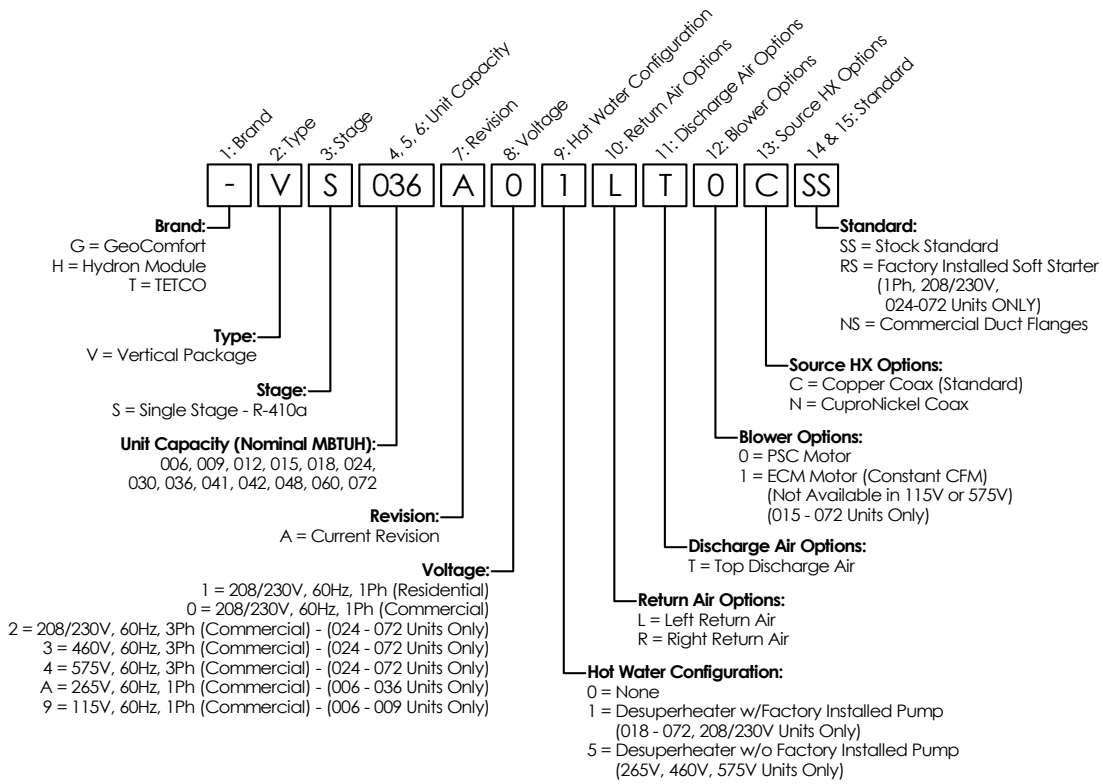 1: Brand
2: Type
3: Stage
4, 5, 6: Unit Capacity
7: Revision
8: Voltage
9: Hot Water Configuration
10: Return Air Options
11: Discharge Air Options
12: Blower Options
13: Source HX Options
14 & 15: Standard
- V S 036 A 0 1 L T 0 C SS
Brand:
G = GeoComfort
H = Hydron Module
T = TETCO
Type:
V = Vertical Package
Stage:
S = Single Stage - R-410a
Unit Capacity (Nominal MBTUH):
006, 009, 012, 015, 018, 024,
030, 036, 041, 042, 048, 060, 072
Revision:
A = Current Revision
Voltage:
1 = 208/230V, 60Hz, 1Ph (Residential)
0 = 208/230V, 60Hz, 1Ph (Commercial)
2 = 208/230V, 60Hz, 3Ph (Commercial) - (024 - 072 Units Only)
3 = 460V, 60Hz, 3Ph (Commercial) - (024 - 072 Units Only)
4 = 575V, 60Hz, 3Ph (Commercial) - (024 - 072 Units Only)
A = 265V, 60Hz, 1Ph (Commercial) - (006 - 036 Units Only)
9 = 115V, 60Hz, 1Ph (Commercial) - (006 - 009 Units Only)
Standard:
SS = Stock Standard
RS = Factory Installed Soft Starter
(1Ph, 208/230V,
024-072 Units ONLY)
NS = Commercial Duct Flanges
Source HX Options:
C = Copper Coax (Standard)
N = CuproNickel Coax
Blower Options:
0 = PSC Motor
1 = ECM Motor (Constant CFM)
(Not Available in 115V or 575V)
(015 - 072 Units Only)
Discharge Air Options:
T = Top Discharge Air
Return Air Options:
L = Left Return Air
R = Right Return Air
Hot Water Configuration:
0 = None
1 = Desuperheater w/Factory Installed Pump
(018 - 072, 208/230V Units Only)
5 = Desuperheater w/o Factory Installed Pump
(265V, 460V, 575V Units Only)